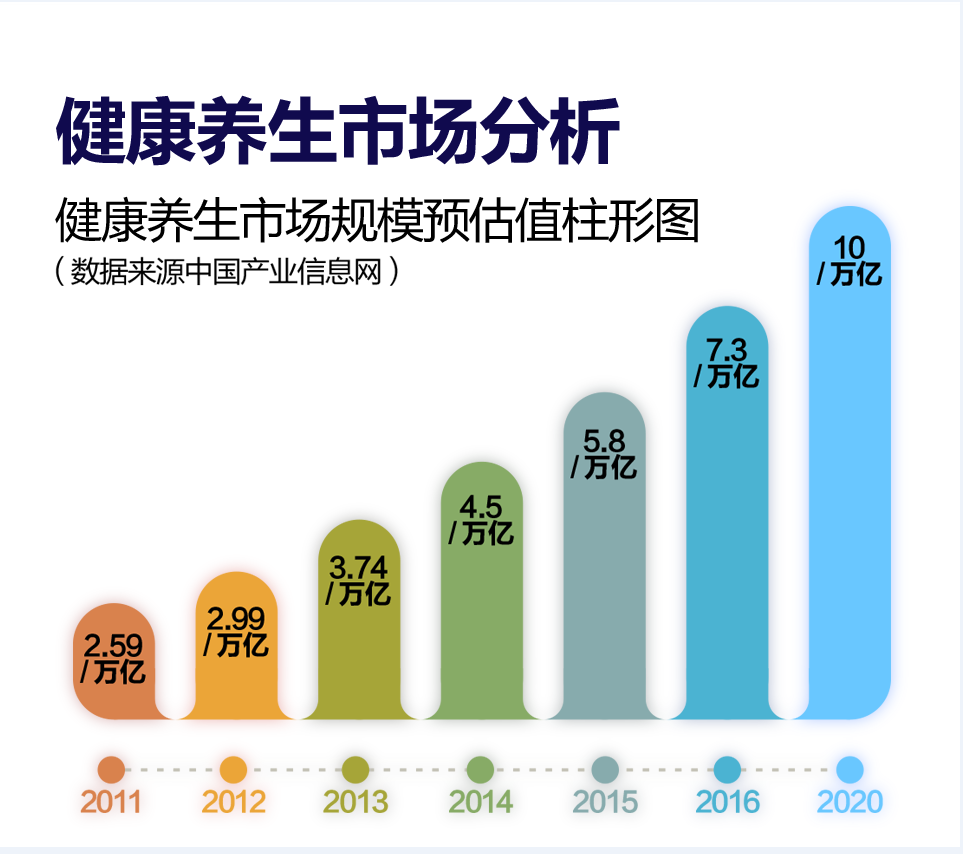 健康养生市场分析
健康养生市场规模预估值柱形图
（数据来源中国产业信息网）
2.59
/ 万亿
2.99
/ 万亿
3.74
/ 万亿
4.5
/ 万亿
5.8
/ 万亿
7.3
/ 万亿
10
/ 万亿
2011 2012 2013 2014 2015 2016 2020